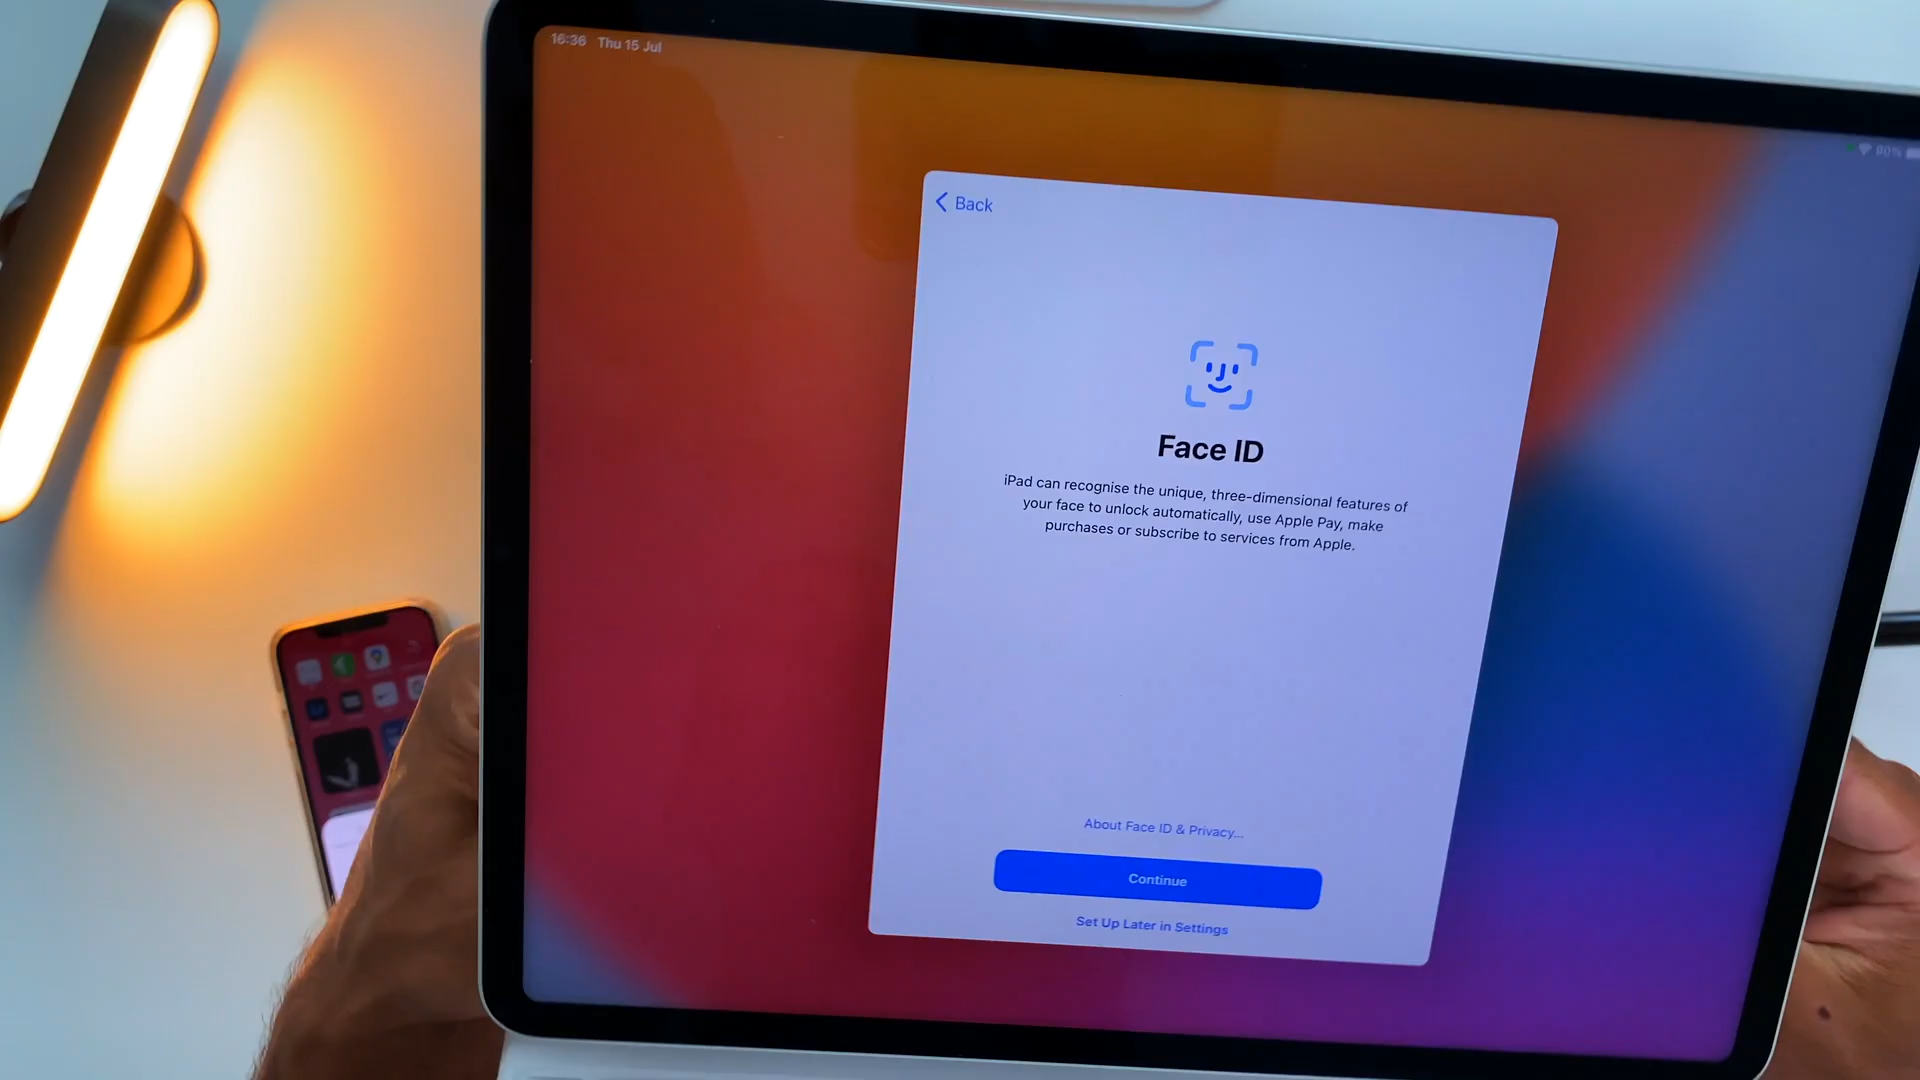 16:36 Thu 15 Jul
80%
Back
Face ID
iPad can recognise the unique, three-dimensional features of
your face to unlock automatically, use Apple Pay, make
purchases or subscribe to services from Apple.
About Face ID & Privacy...
Continue
Set Up Later in Settings